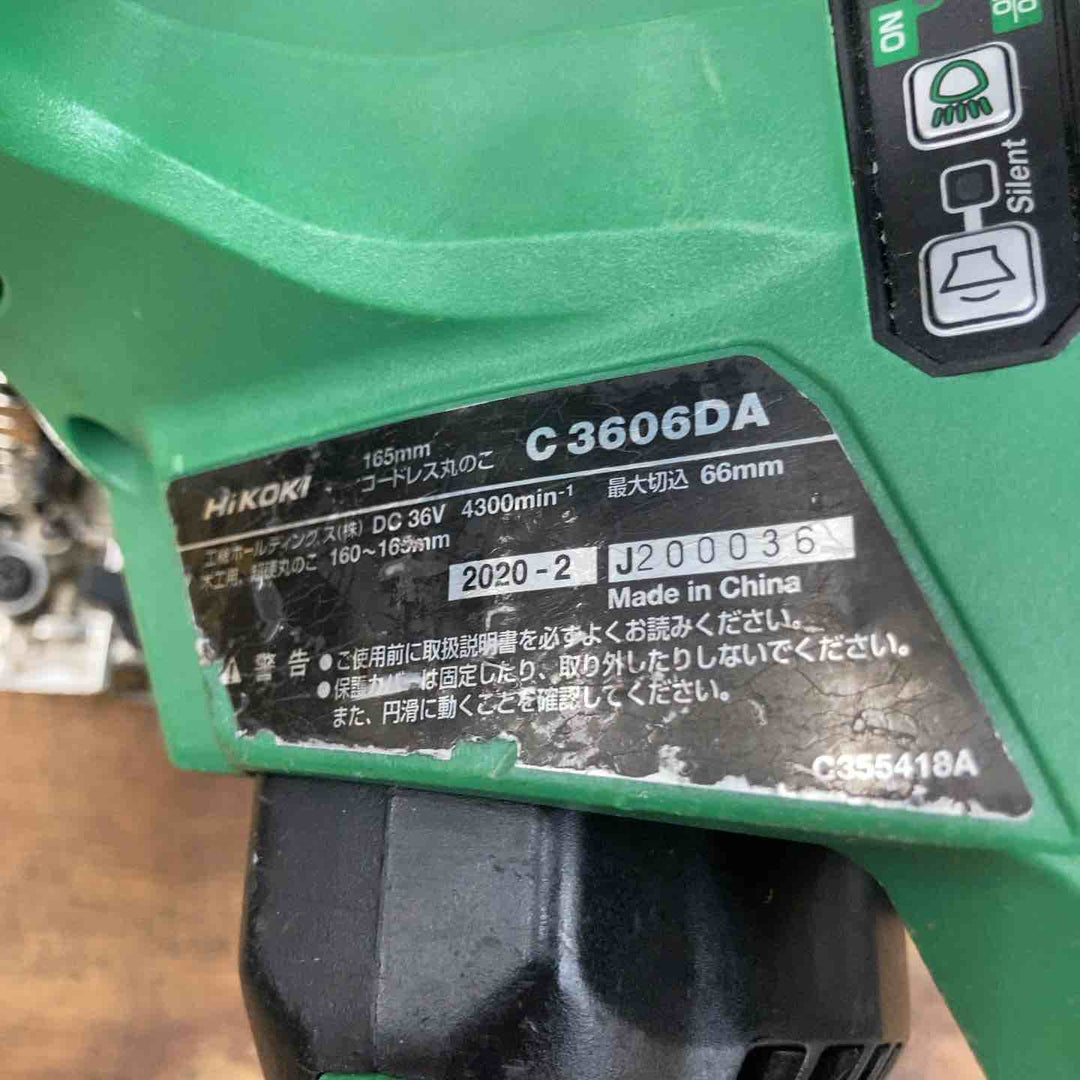 ON
Silent
HiKOKI
165mm
コードレス丸のこ
C 3606DA
工機ホールディングス(株) DC 36V 4300min⁻¹ 最大切込 66mm
木工用、 丸のこ 160~165mm
2020-2 J200036
Made in China
警告 ●ご使用前に取扱説明書を必ずよくお読みください。
●保護カバーは固定したり、取り外したりしないでください。
また、円滑に動くことを確認してください。
C355418A